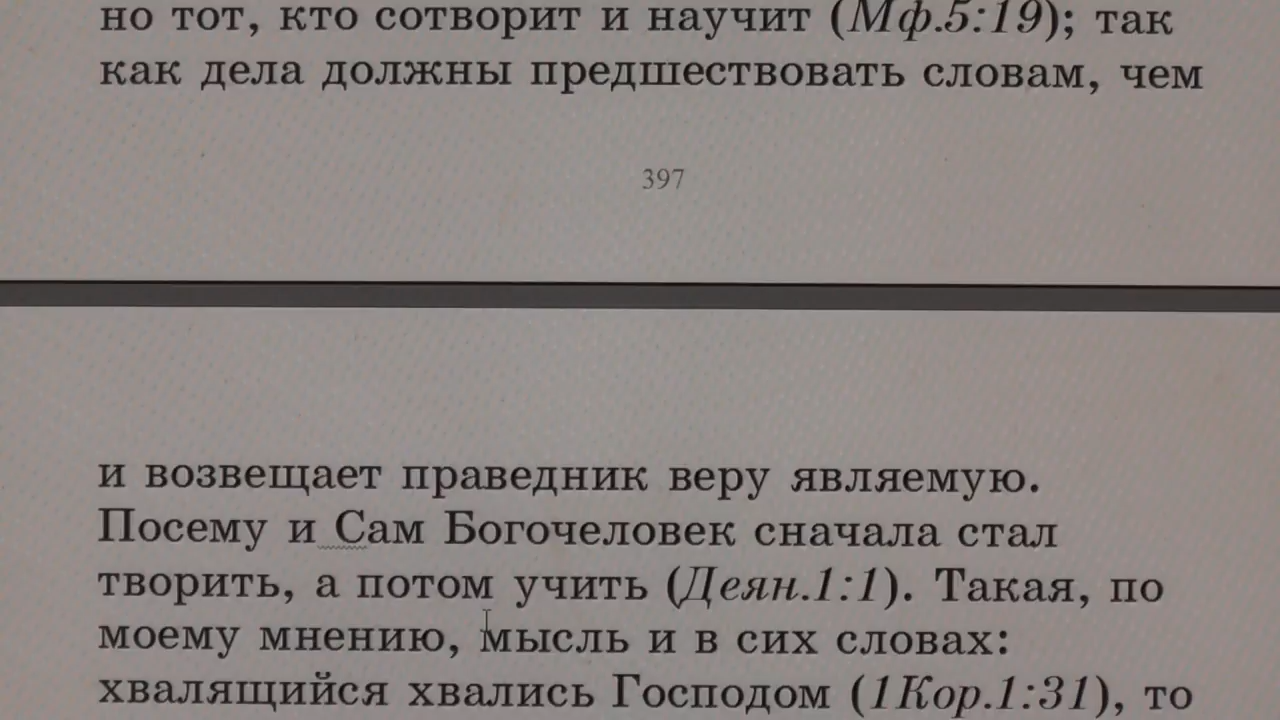 но тот, кто сотворит и научит (Мф.5:19); так
как дела должны предшествовать словам, чем
397
и возвещает праведник веру являемую.
Посему и Сам Богочеловек сначала стал
творить, а потом учить (Деян.1:1). Такая, по
моему мнению, мысль и в сих словах:
хвалящийся хвались Господом (1Кор.1:31), то